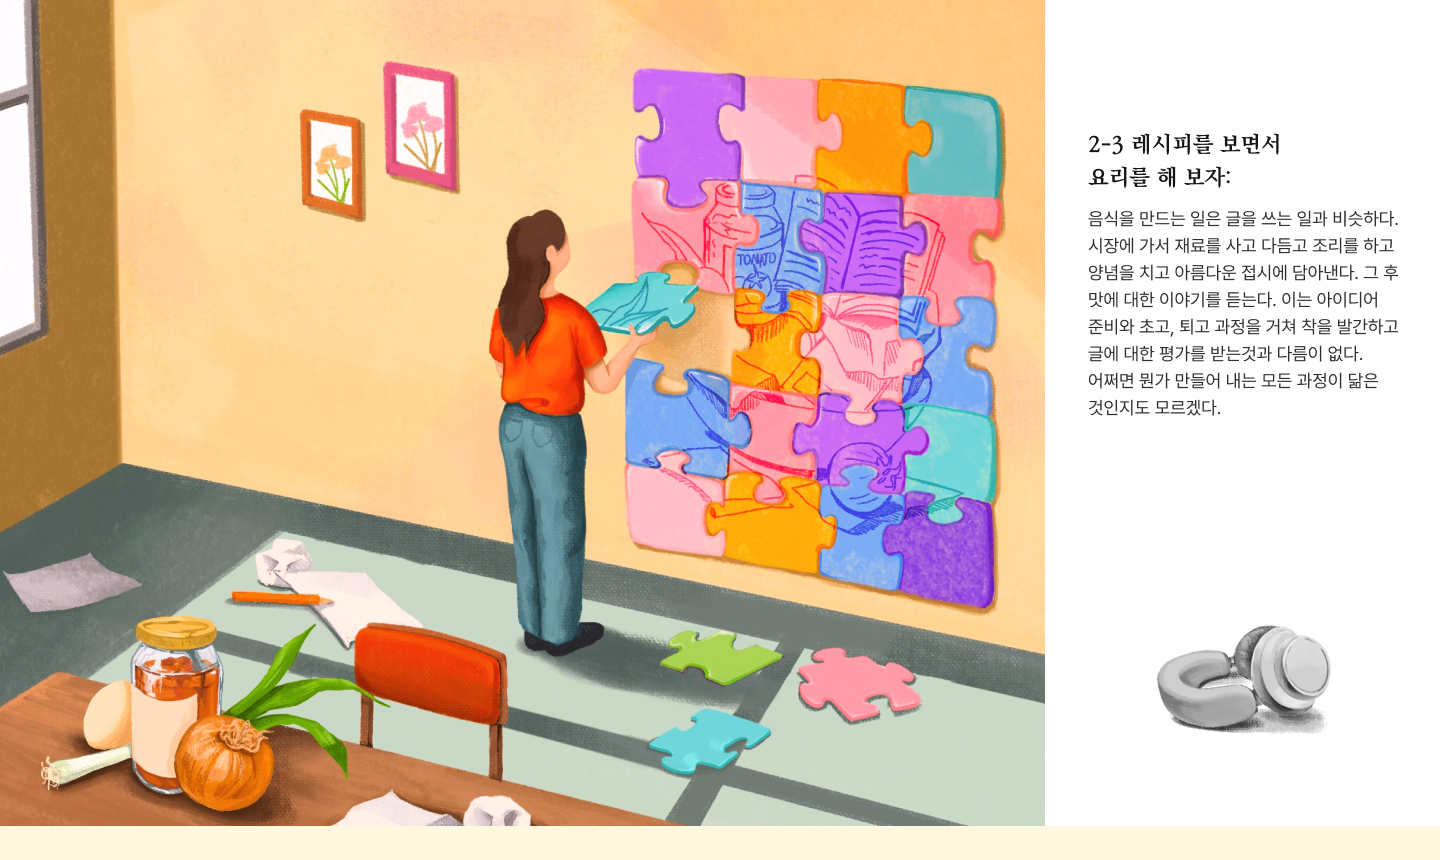 TOMATO
2-3 레시피를 보면서
요리를 해 보자:
음식을 만드는 일은 글을 쓰는 일과 비슷하다.
시장에 가서 재료를 사고 다듬고 조리를 하고
양념을 치고 아름다운 접시에 담아낸다. 그 후
맛에 대한 이야기를 듣는다. 이는 아이디어
준비와 초고, 퇴고 과정을 거쳐 착을 발간하고
글에 대한 평가를 받는것과 다름이 없다.
어쩌면 뭔가 만들어 내는 모든 과정이 닮은
것인지도 모르겠다.